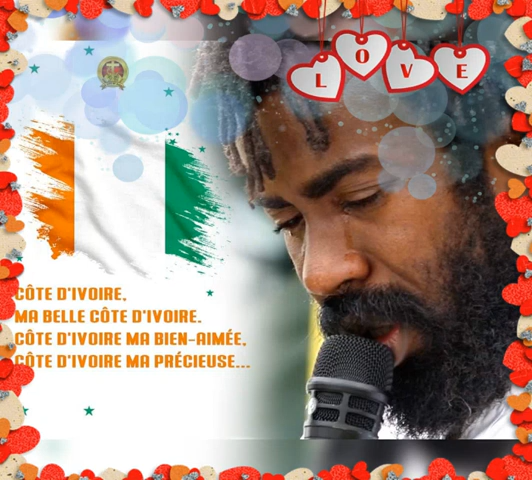 LOVE
CÔTE D'IVOIRE,
MA BELLE CÔTE D'IVOIRE.
CÔTE D'IVOIRE MA BIEN-AIMÉE,
CÔTE D'IVOIRE MA PRÉCIEUSE...